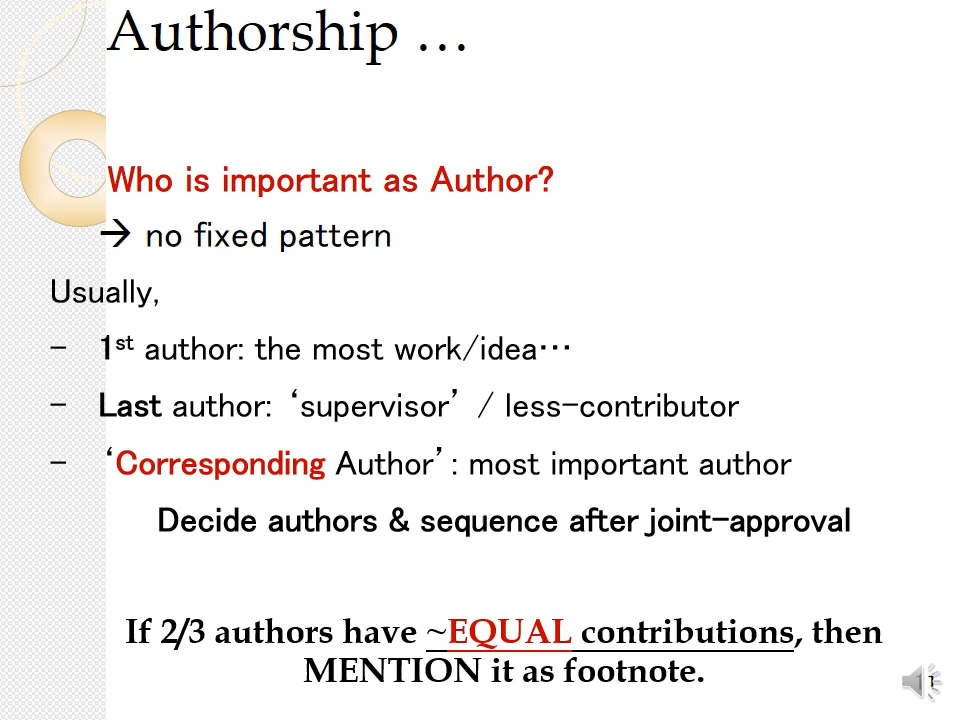 Authorship …
Who is important as Author?
→ no fixed pattern
Usually,
- 1st author: the most work/idea…
- Last author: ‘supervisor’ / less-contributor
- ‘Corresponding Author’: most important author
Decide authors & sequence after joint-approval
If 2/3 authors have ~EQUAL contributions, then
MENTION it as footnote.